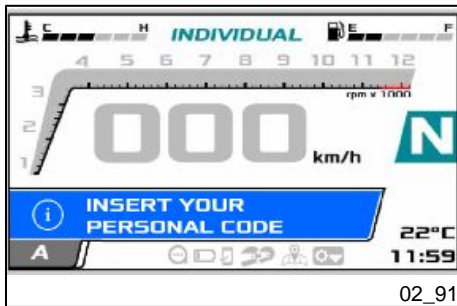 C H INDIVIDUAL E F
4 5 6 7 8 9 10 11 12
3
rpm x 1000
2
000 km/h N
1
INSERT YOUR
PERSONAL CODE
22°C
A 11:59
02_91